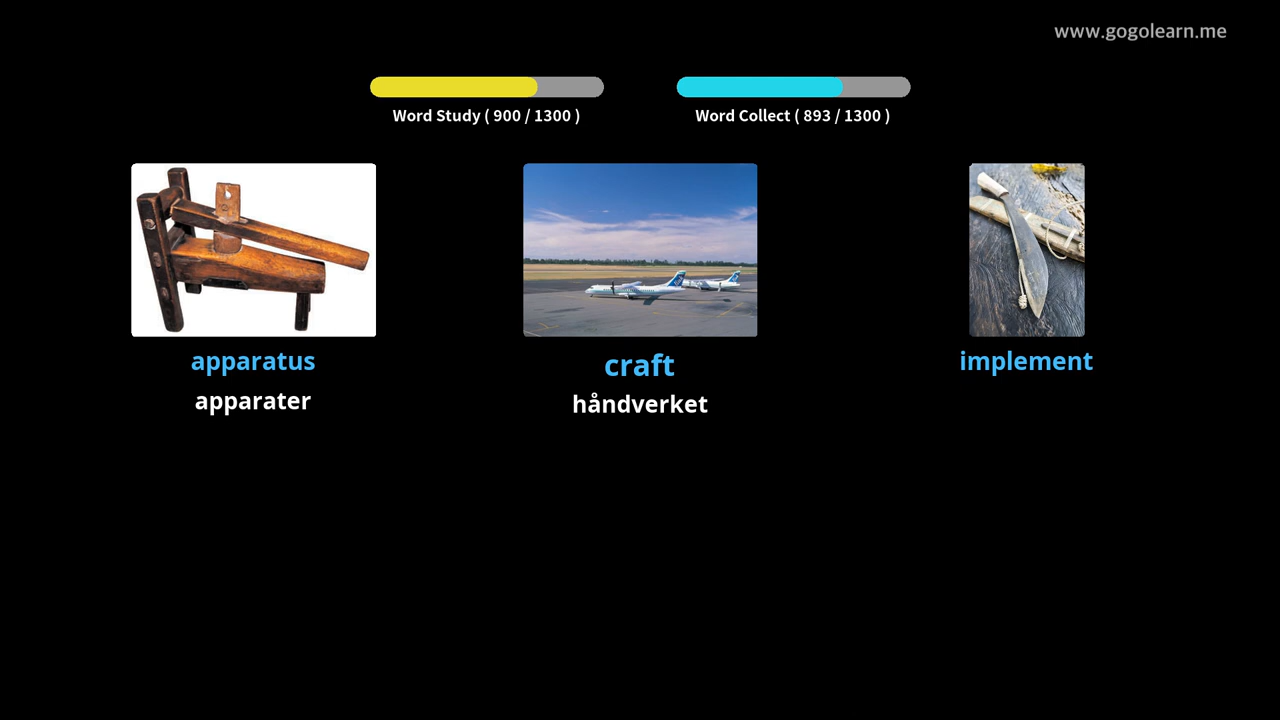 www.gogolearn.me
Word Study ( 900 / 1300 )
Word Collect ( 893 / 1300 )
apparatus
apparater
craft
håndverket
implement